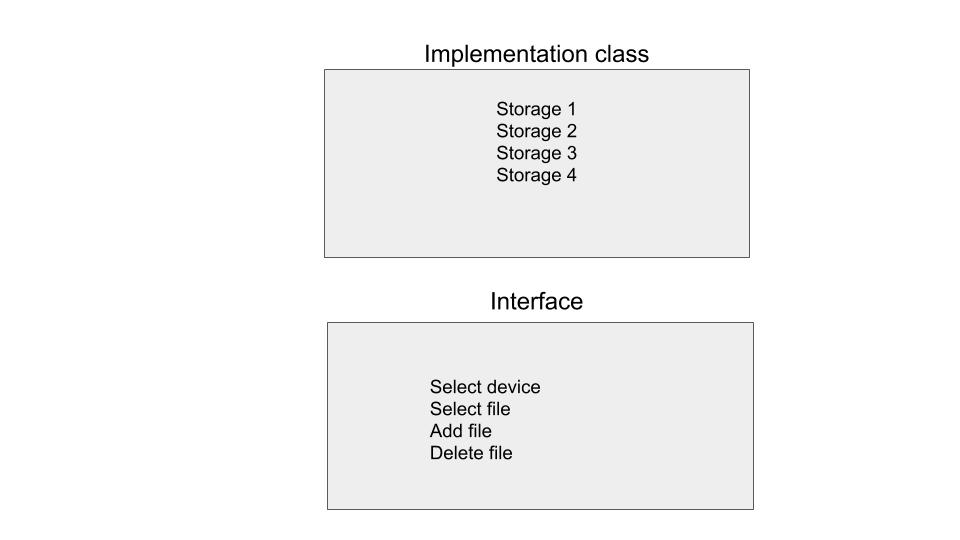 Implementation class
Storage 1
Storage 2
Storage 3
Storage 4
Interface
Select device
Select file
Add file
Delete file